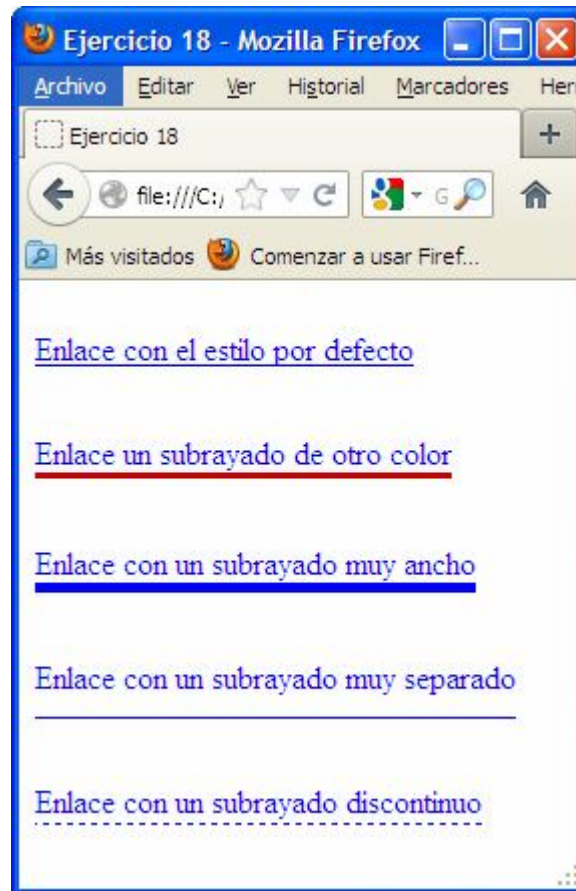 Ejercicio 18 - Mozilla Firefox
Archivo Editar Ver Historial Marcadores Her
Ejercicio 18
file:///C:/ G
Más visitados Comenzar a usar Firef...
Enlace con el estilo por defecto
Enlace un subrayado de otro color
Enlace con un subrayado muy ancho
Enlace con un subrayado muy separado
Enlace con un subrayado discontinuo